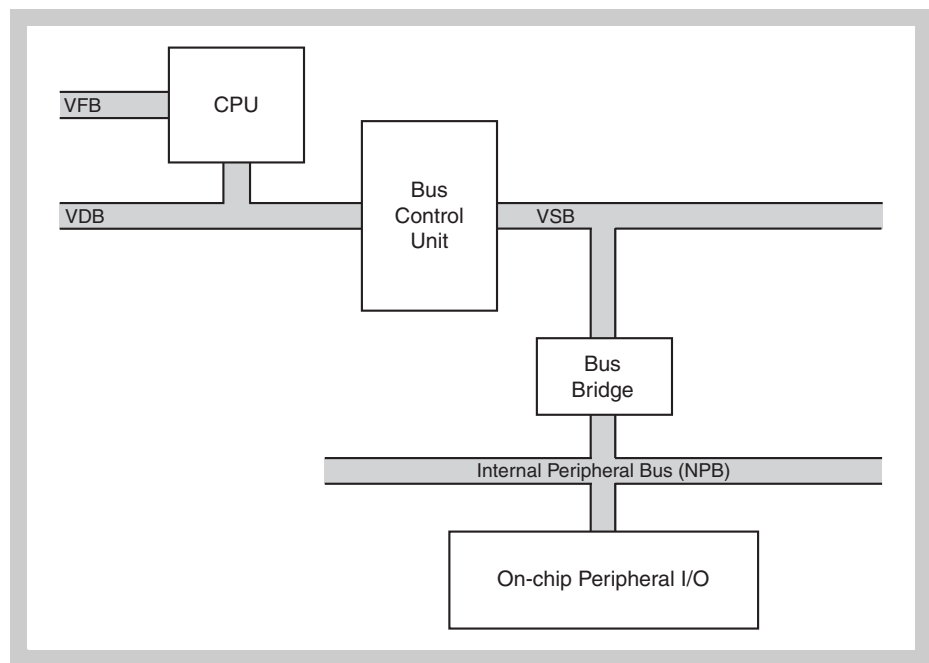 VFB
CPU
VDB
Bus
Control
Unit
VSB
Bus
Bridge
Internal Peripheral Bus (NPB)
On-chip Peripheral I/O